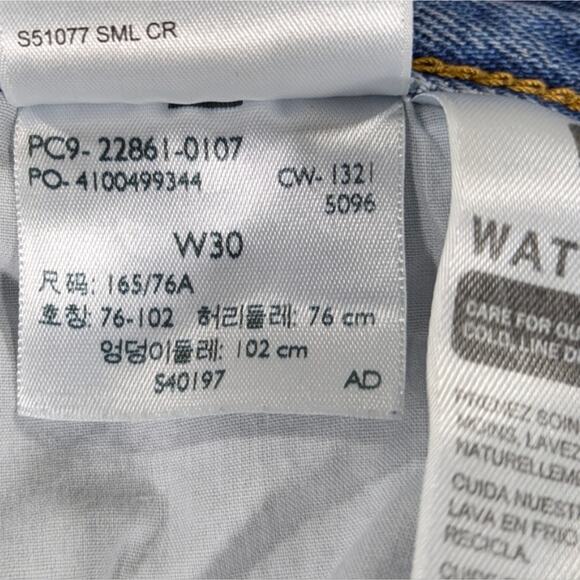 S51077 SML CR
PC9-22861-0107
PO-4100499344 CW-1321
5096
W30
尺码: 165/76A
호칭: 76-102 허리둘레: 76 cm
엉덩이둘레: 102 cm
S40197 AD
WAT
CARE FOR OU
COLD, LINE D
PRENEZ SOIN
MOINS, LAVEZ
NATURELLEME
CUIDA NUEST
LAVA EN FRIO
RECICLA.